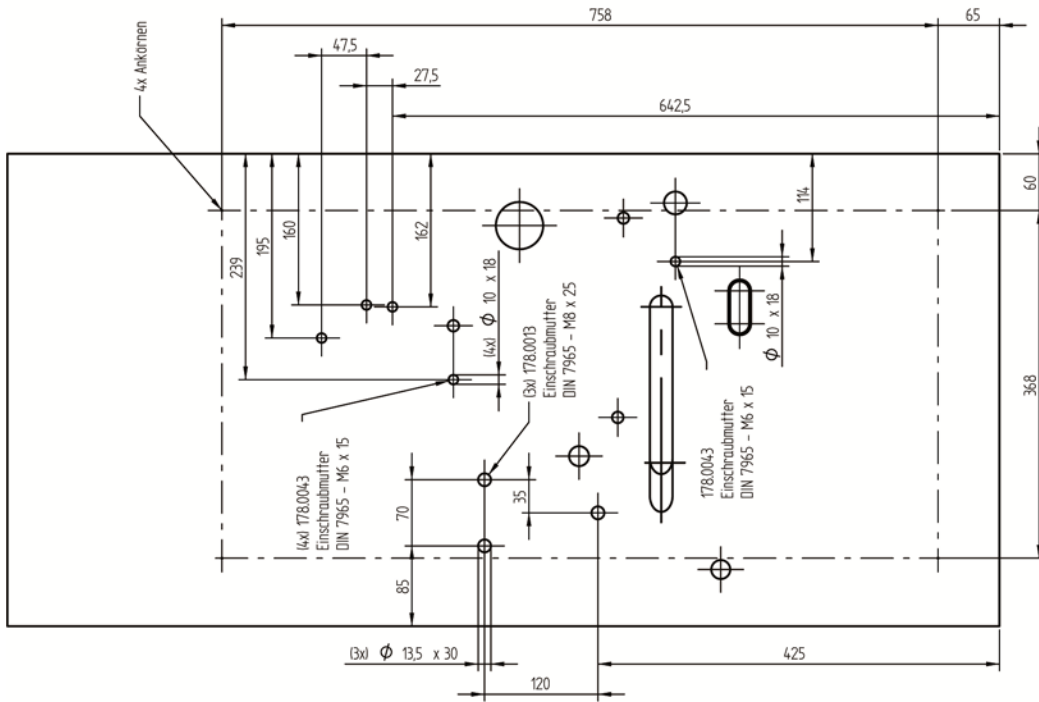 758
65
47,5
27,5
642,5
4x Ankörnen
60
114
160
162
195
239
(4x) Ø 10 x 18
(3x) 178.0013
Einschraubmutter
DIN 7965 - M8 x 25
Ø 10 x 18
368
(4x) 178.0043
Einschraubmutter
DIN 7965 - M6 x 15
178.0043
Einschraubmutter
DIN 7965 - M6 x 15
70
35
85
(3x) Ø 13,5 x 30
120
425